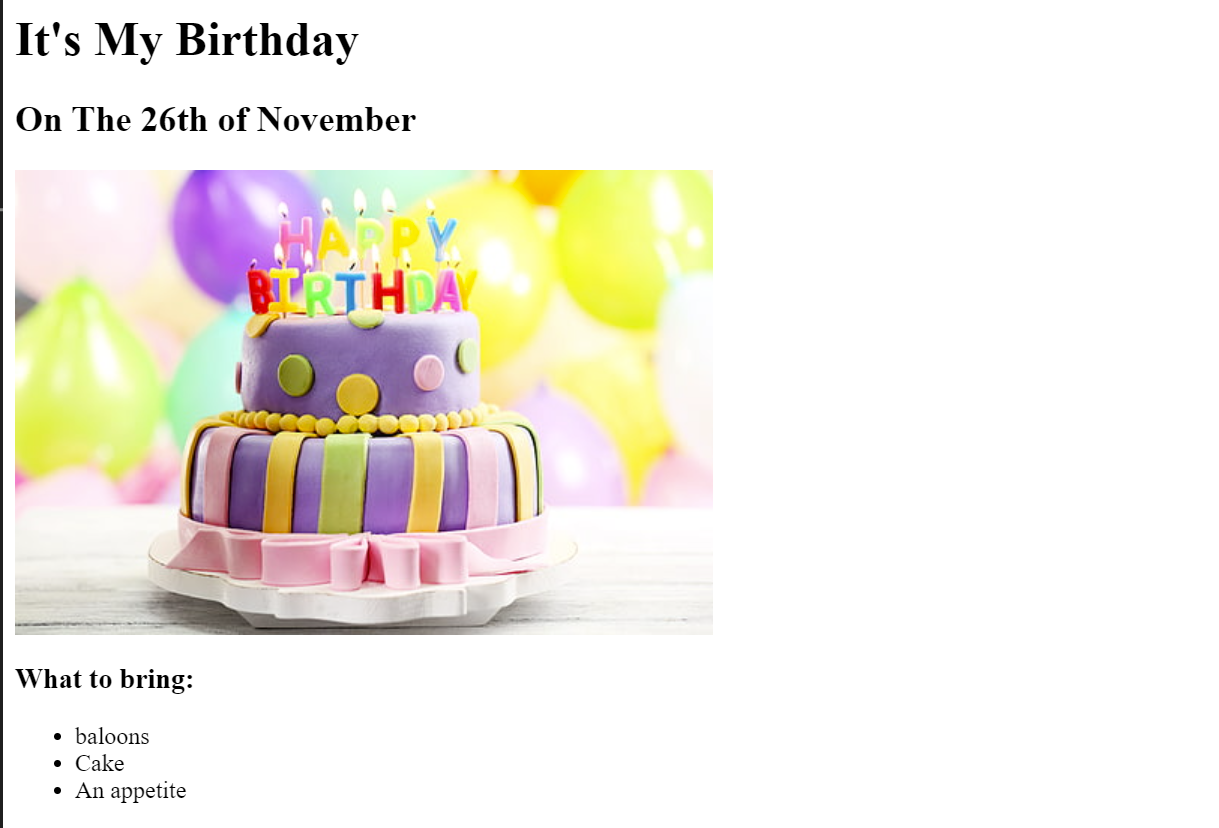 It's My Birthday
On The 26th of November
HAPPY
BIRTHDAY
What to bring:
baloons
Cake
An appetite